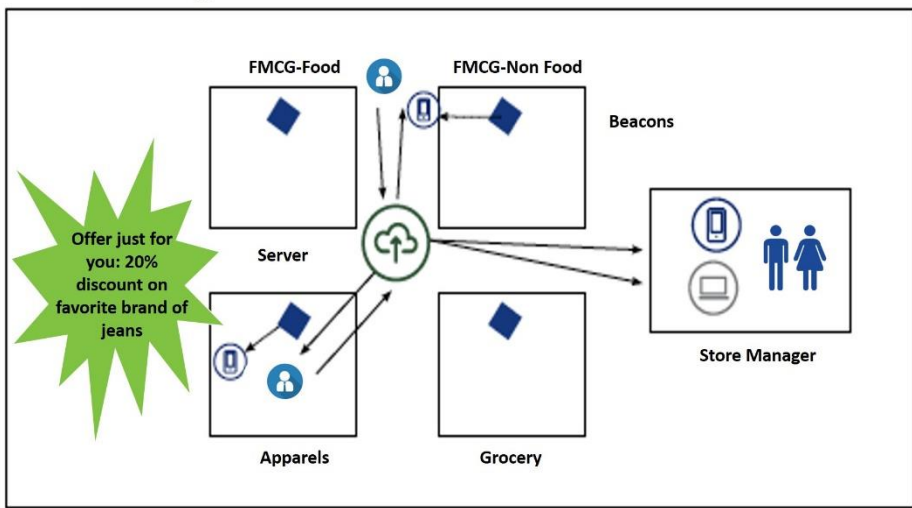 FMCG-Food
FMCG-Non Food
Beacons
Offer just for
you: 20%
discount on
favorite brand of
jeans
Server
Store Manager
Apparels
Grocery